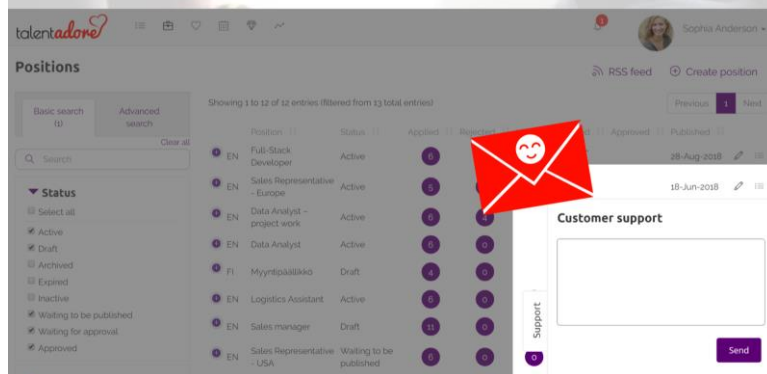 talentadore
1
Sophia Anderson
Positions
RSS feed
Create position
Basic search
(1)
Advanced
search
Clear all
Search
Status
Select all
Active
Draft
Archived
Expired
Inactive
Waiting to be published
Waiting for approval
Approved
Showing 1 to 12 of 12 entries (filtered from 13 total entries)
Previous 1 Next
Position Status Applied Rejected Approved Published
EN Full-Stack
Developer Active 6 28-Aug-2018
EN Sales Representative
- Europe Active 5 18-Jun-2018
EN Data Analyst –
project work Active 6 4
EN Data Analyst Active 6 0
FI Myyntipäällikkö Draft 4 0
EN Logistics Assistant Active 6 0
EN Sales manager Draft 11 0
EN Sales Representative
- USA Waiting to be
published 6 0
Customer support
Support
0
Send